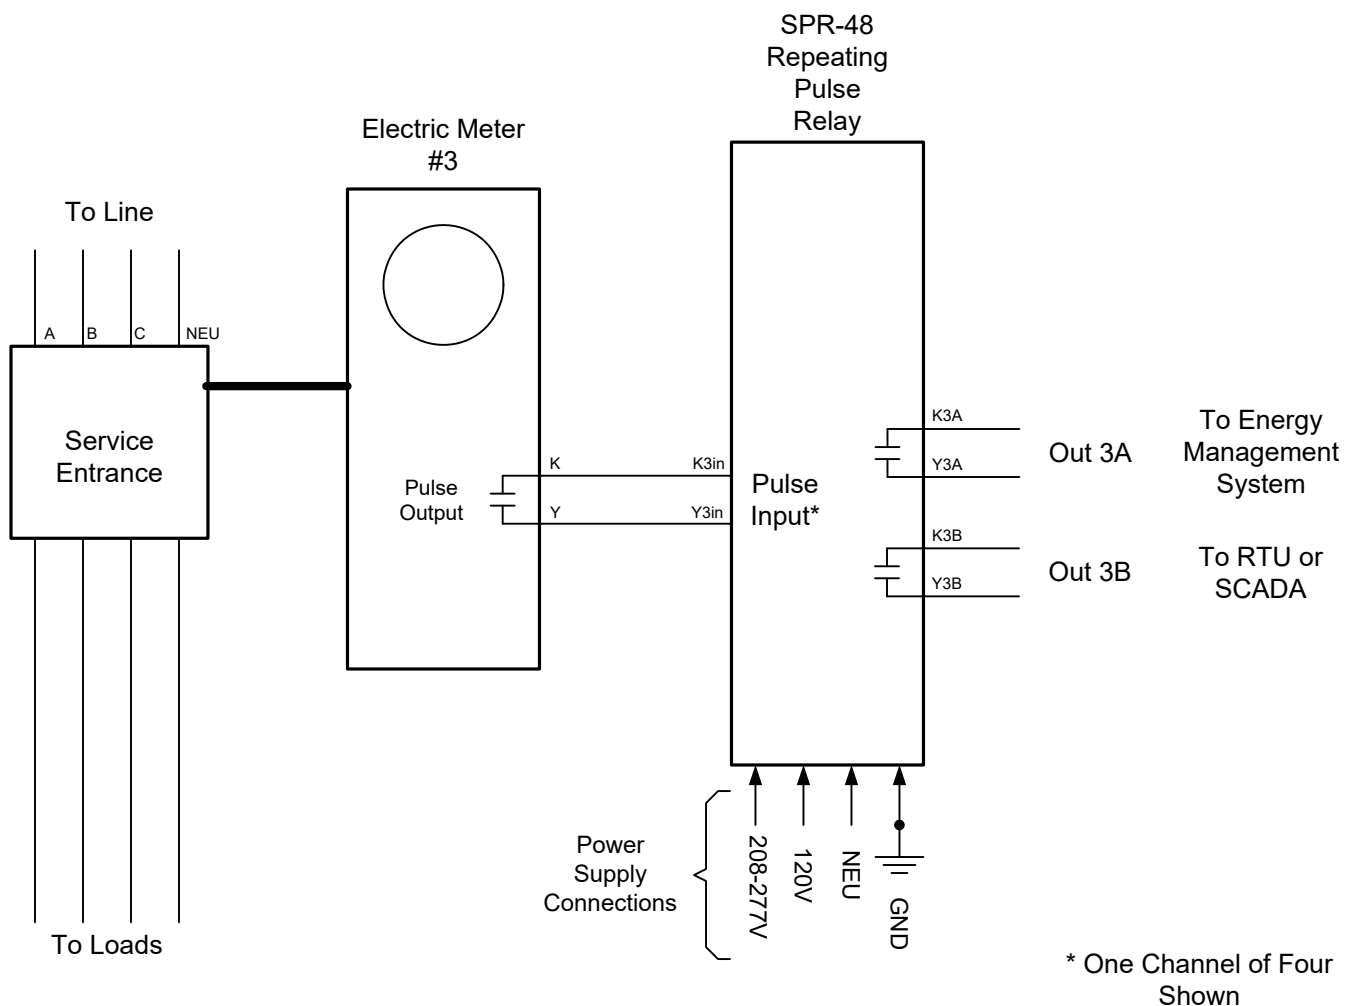 SPR-48
Repeating
Pulse
Relay
Electric Meter
#3
To Line
A
B
C
NEU
Service
Entrance
To Loads
Pulse
Output
K
Y
K3in
Y3in
Pulse
Input*
K3A
Y3A
Out 3A
To Energy
Management
System
K3B
Y3B
Out 3B
To RTU or
SCADA
Power
Supply
Connections
208-277V
120V
NEU
GND
* One Channel of Four
Shown